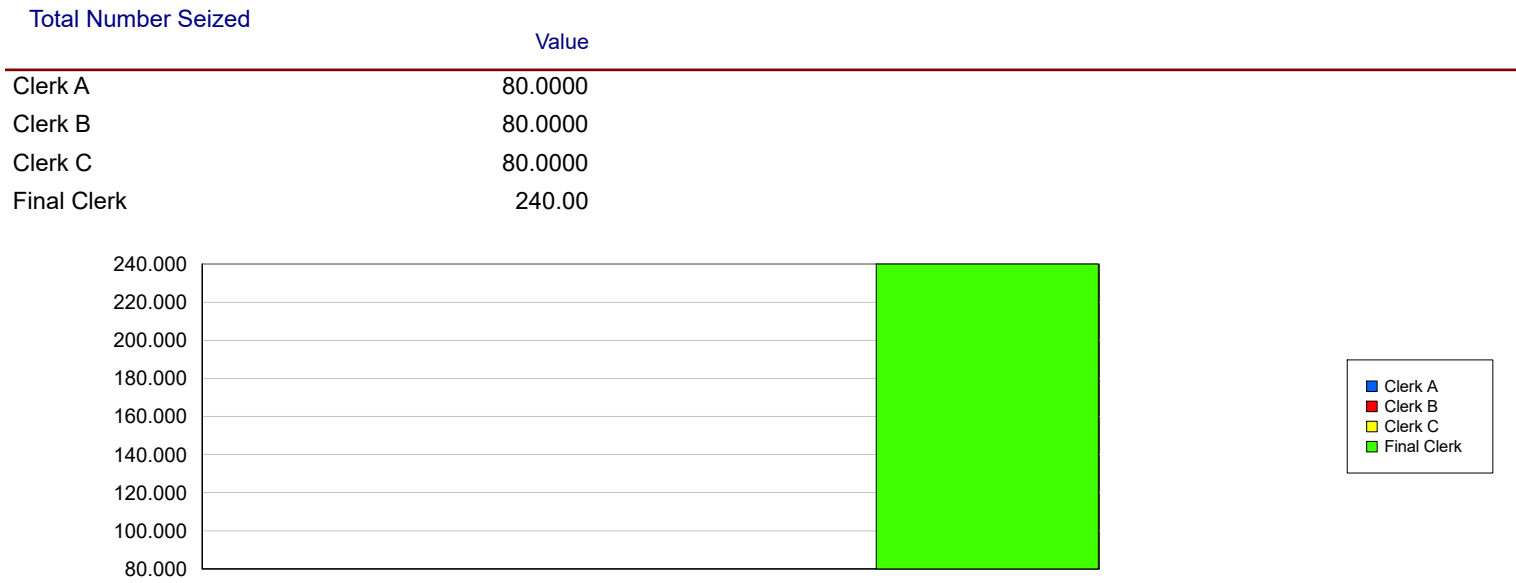 Total Number Seized
Value
Clerk A 80.0000
Clerk B 80.0000
Clerk C 80.0000
Final Clerk 240.00
240.000
220.000
200.000
180.000
160.000
140.000
120.000
100.000
80.000
Clerk A
Clerk B
Clerk C
Final Clerk